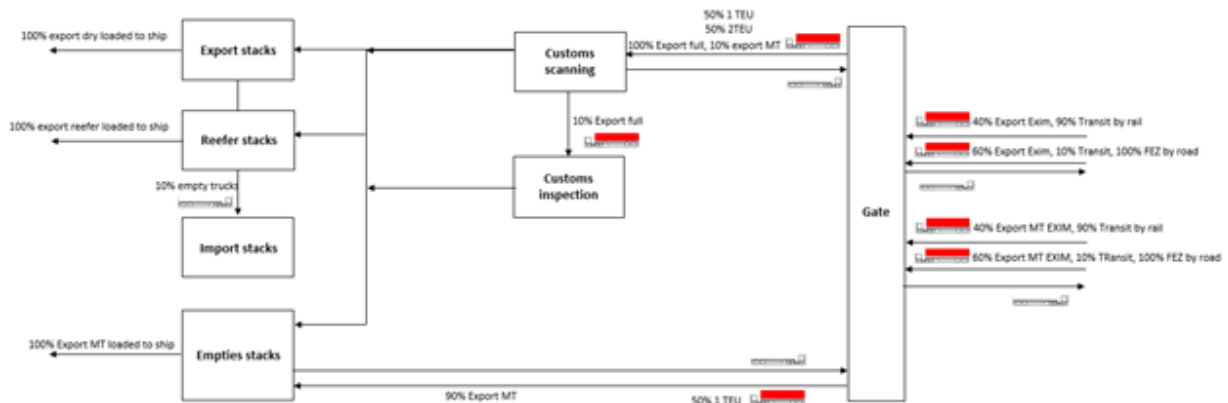 50% 1 TEU
50% 2TEU
100% Export full, 10% export MT
100% export dry loaded to ship
Export stacks
Customs
scanning
10% Export full
100% export reefer loaded to ship
Reefer stacks
10% empty trucks
Customs
inspection
Import stacks
Gate
40% Export Exim, 90% Transit by rail
60% Export Exim, 10% Transit, 100% FEZ by road
40% Export MT EXIM, 90% Transit by rail
60% Export MT EXIM, 10% TRansit, 100% FEZ by road
100% Export MT loaded to ship
Empties stacks
90% Export MT
50% 1 TEU